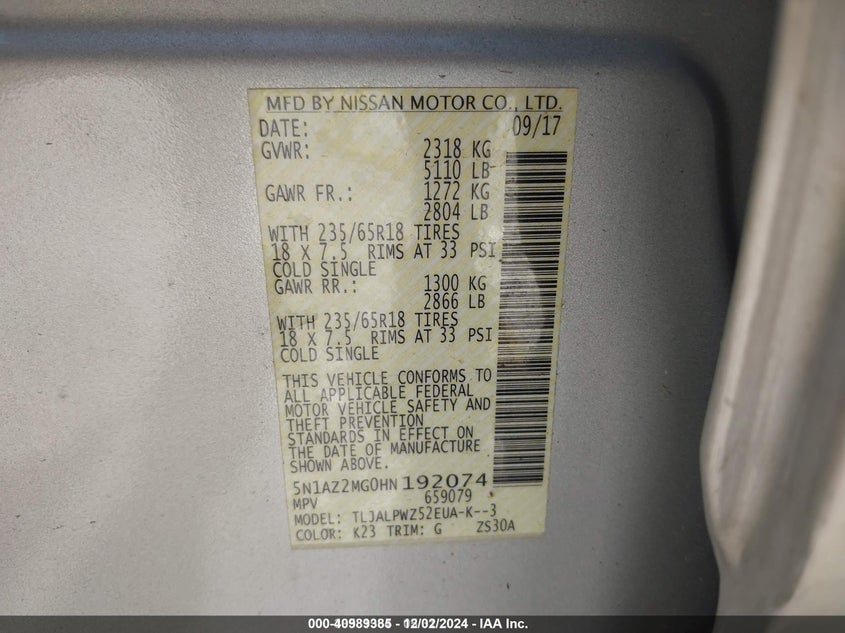 MFD BY NISSAN MOTOR CO., LTD.
DATE: 09/17
GVWR: 2318 KG
5110 LB
GAWR FR.: 1272 KG
2804 LB
WITH 235/65R18 TIRES
18 X 7.5 RIMS AT 33 PSI
COLD SINGLE
GAWR RR.: 1300 KG
2866 LB
WITH 235/65R18 TIRES
18 X 7.5 RIMS AT 33 PSI
COLD SINGLE
THIS VEHICLE CONFORMS TO
ALL APPLICABLE FEDERAL
MOTOR VEHICLE SAFETY AND
THEFT PREVENTION
STANDARDS IN EFFECT ON
THE DATE OF MANUFACTURE
SHOWN ABOVE.
5N1AZ2MG0HN192074
MPV 659079
MODEL: TLJALPWZ52EUA-K--3
COLOR: K23 TRIM: G ZS30A
000-40989385 - 12/02/2024 - IAA Inc.